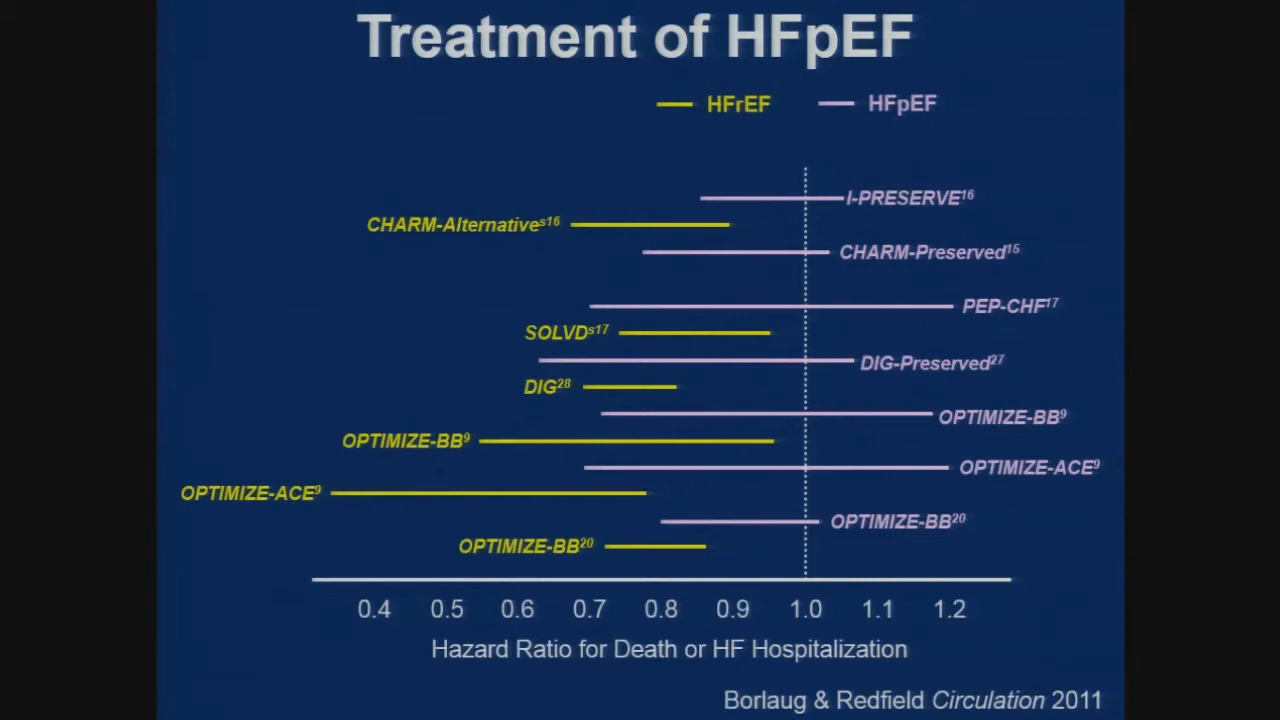 Treatment of HFpEF
HFrEF HFpEF
I-PRESERVE16
CHARM-Alternatives16
CHARM-Preserved15
PEP-CHF17
SOLVDs17
DIG-Preserved27
DIG28
OPTIMIZE-BB9
OPTIMIZE-BB9
OPTIMIZE-ACE9
OPTIMIZE-ACE9
OPTIMIZE-BB20
OPTIMIZE-BB20
0.4 0.5 0.6 0.7 0.8 0.9 1.0 1.1 1.2
Hazard Ratio for Death or HF Hospitalization
Borlaug & Redfield Circulation 2011